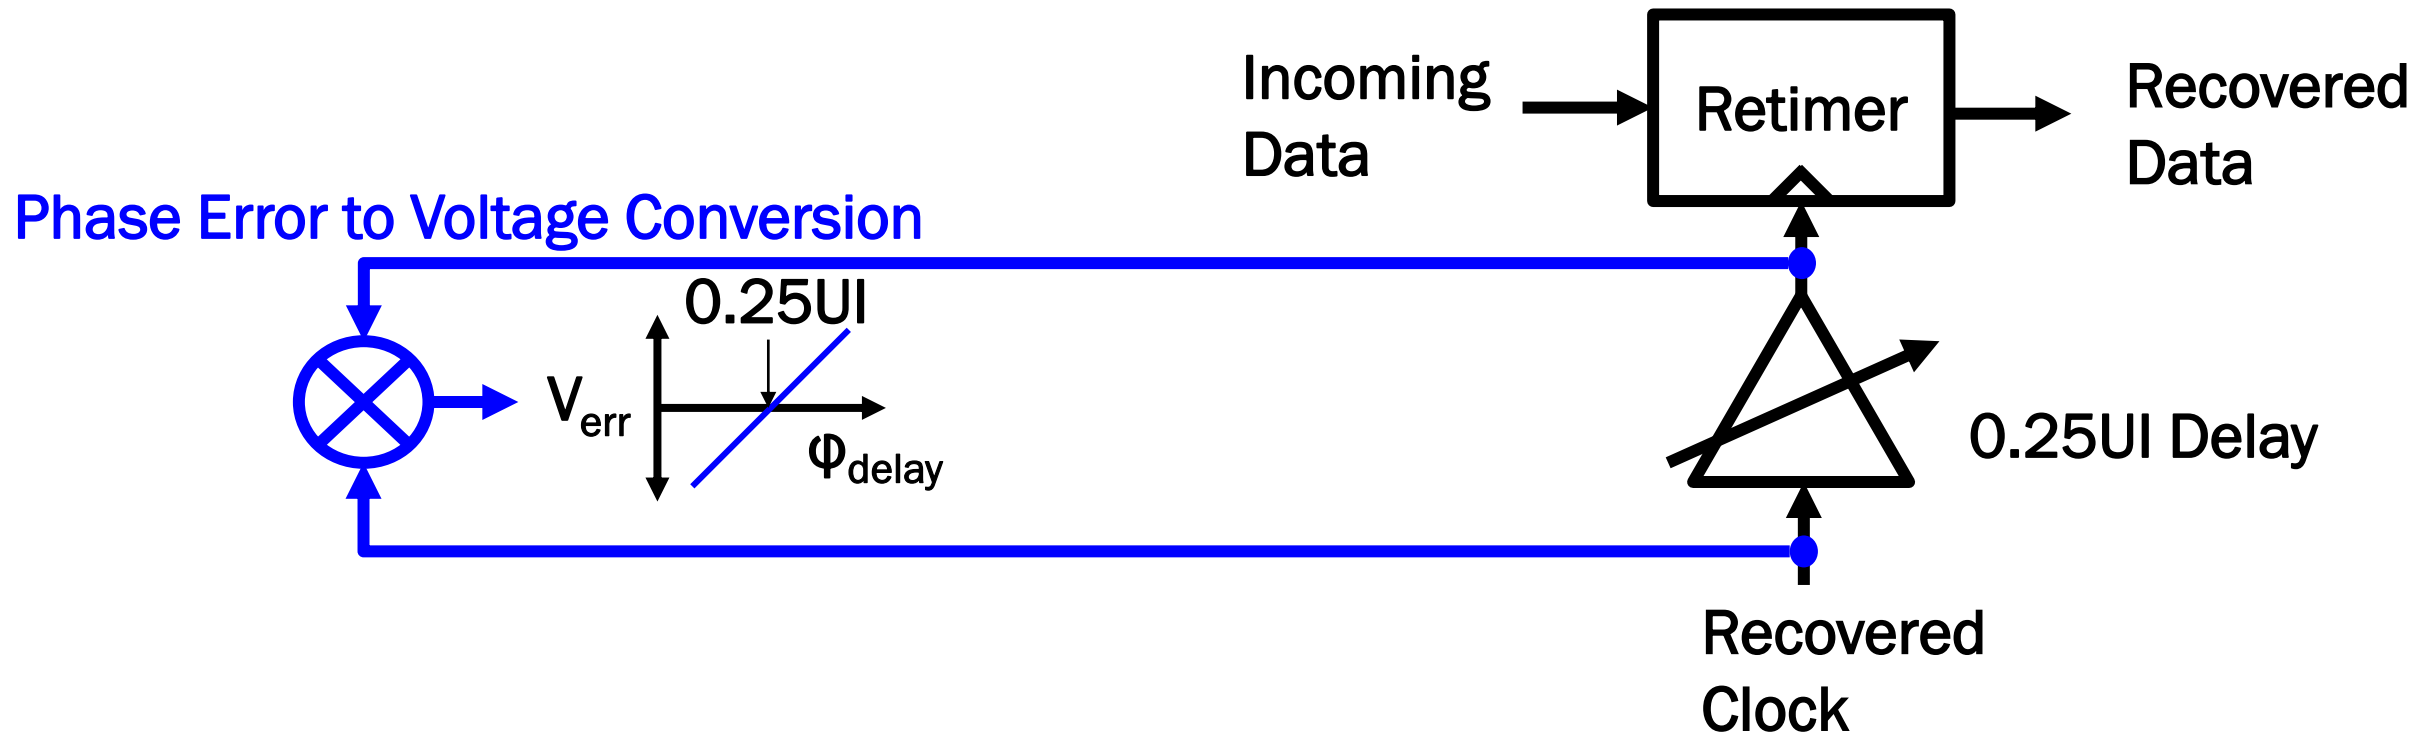 Incoming
Data
Retimer
Recovered
Data
Phase Error to Voltage Conversion
0.25UI
Verr
φdelay
0.25UI Delay
Recovered
Clock